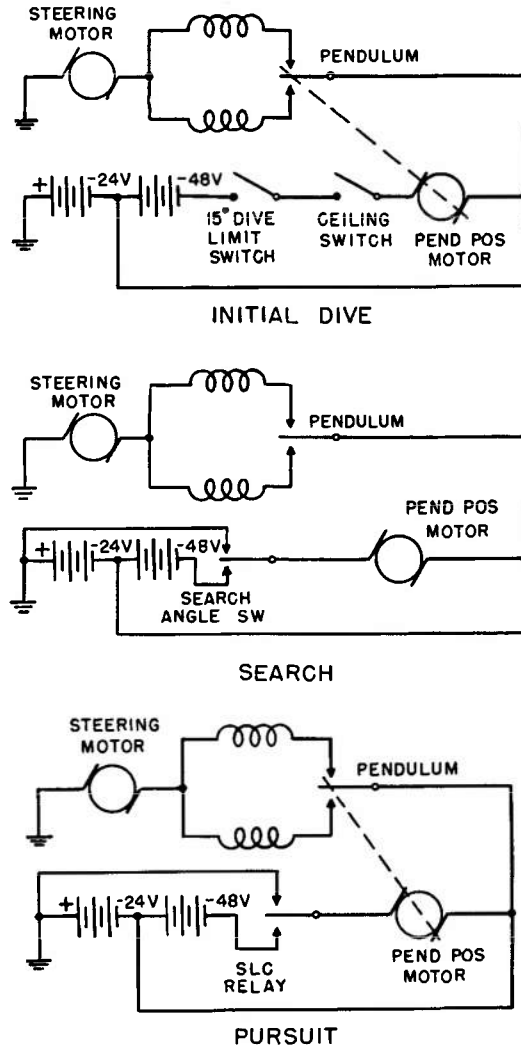 STEERING
MOTOR
PENDULUM
+
-24V
-48V
15° DIVE
LIMIT
SWITCH
CEILING
SWITCH
PEND POS
MOTOR
INITIAL DIVE
STEERING
MOTOR
PENDULUM
PEND POS
MOTOR
+
-24V
-48V
SEARCH
ANGLE SW
SEARCH
STEERING
MOTOR
PENDULUM
+
-24V
-48V
SLC
RELAY
PEND POS
MOTOR
PURSUIT